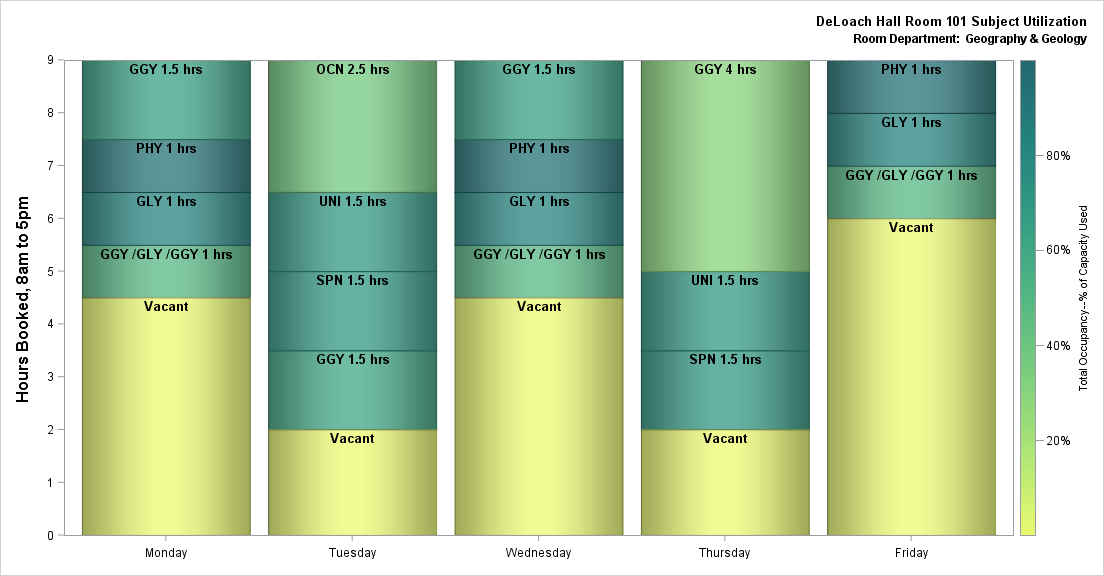 DeLoach Hall Room 101 Subject Utilization
Room Department: Geography & Geology
Hours Booked, 8am to 5pm
9
8
7
6
5
4
3
2
1
0
GGY 1.5 hrs
PHY 1 hrs
GLY 1 hrs
GGY /GLY /GGY 1 hrs
Vacant
Monday
OCN 2.5 hrs
UNI 1.5 hrs
SPN 1.5 hrs
GGY 1.5 hrs
Vacant
Tuesday
GGY 1.5 hrs
PHY 1 hrs
GLY 1 hrs
GGY /GLY /GGY 1 hrs
Vacant
Wednesday
GGY 4 hrs
UNI 1.5 hrs
SPN 1.5 hrs
Vacant
Thursday
PHY 1 hrs
GLY 1 hrs
GGY /GLY /GGY 1 hrs
Vacant
Friday
80%
60%
40%
20%
Total Occupancy--% of Capacity Used